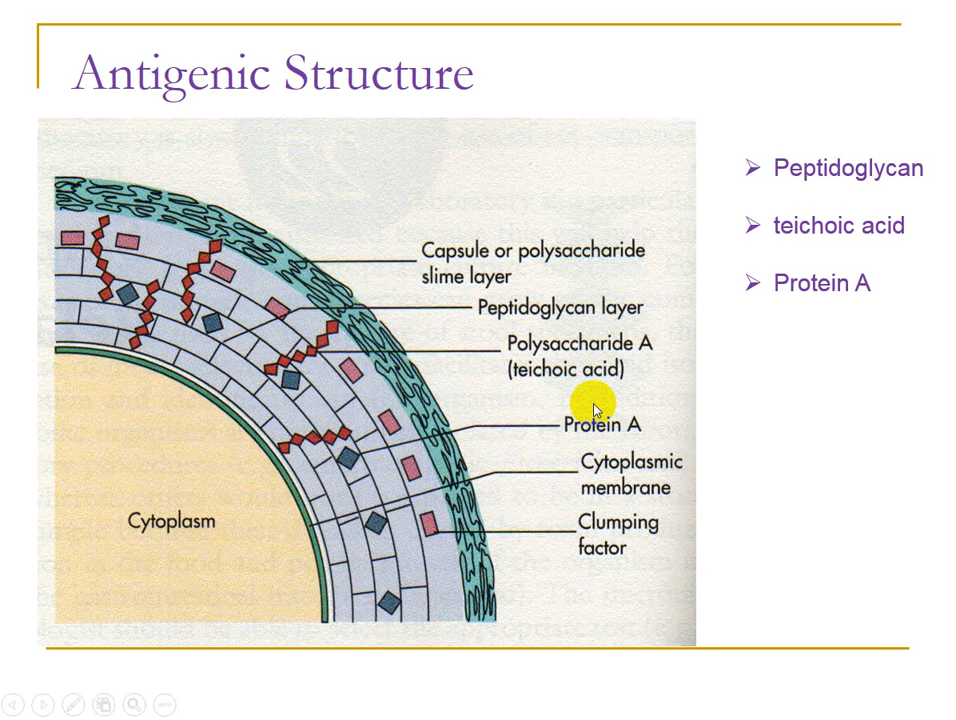 Antigenic Structure
Peptidoglycan
teichoic acid
Protein A
Capsule or polysaccharide
slime layer
Peptidoglycan layer
Polysaccharide A
(teichoic acid)
Protein A
Cytoplasmic
membrane
Clumping
factor
Cytoplasm